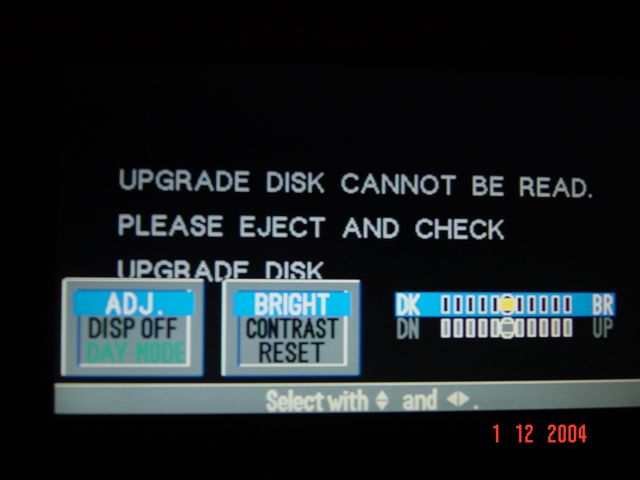 UPGRADE DISK CANNOT BE READ.
PLEASE EJECT AND CHECK
UPGRADE DISK
ADJ.
DISP OFF
DAY MODE
BRIGHT
CONTRAST
RESET
DK BR
DN UP
Select with and .
1 12 2004